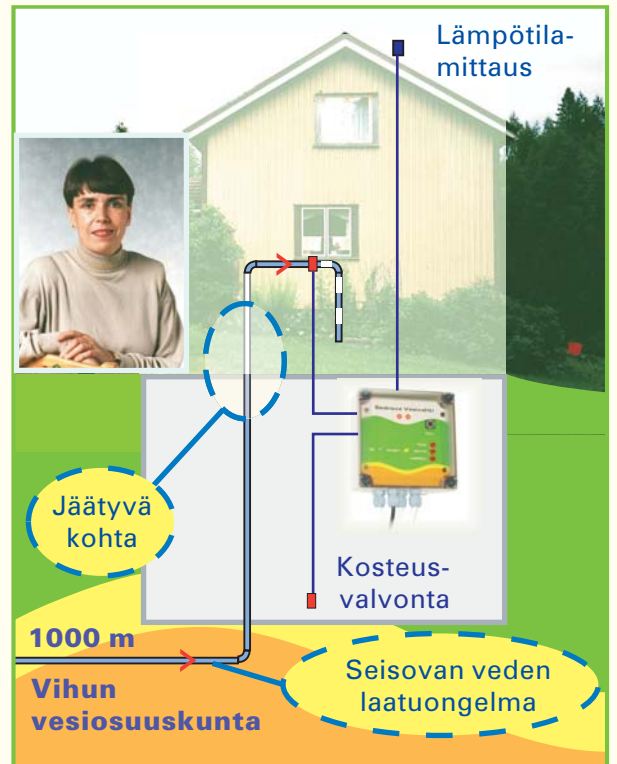 Lämpötila-
mittaus
Jäätyvä
kohta
Kosteus-
valvonta
1000 m
Vihun
vesiosuuskunta
Seisovan veden
laatuongelma